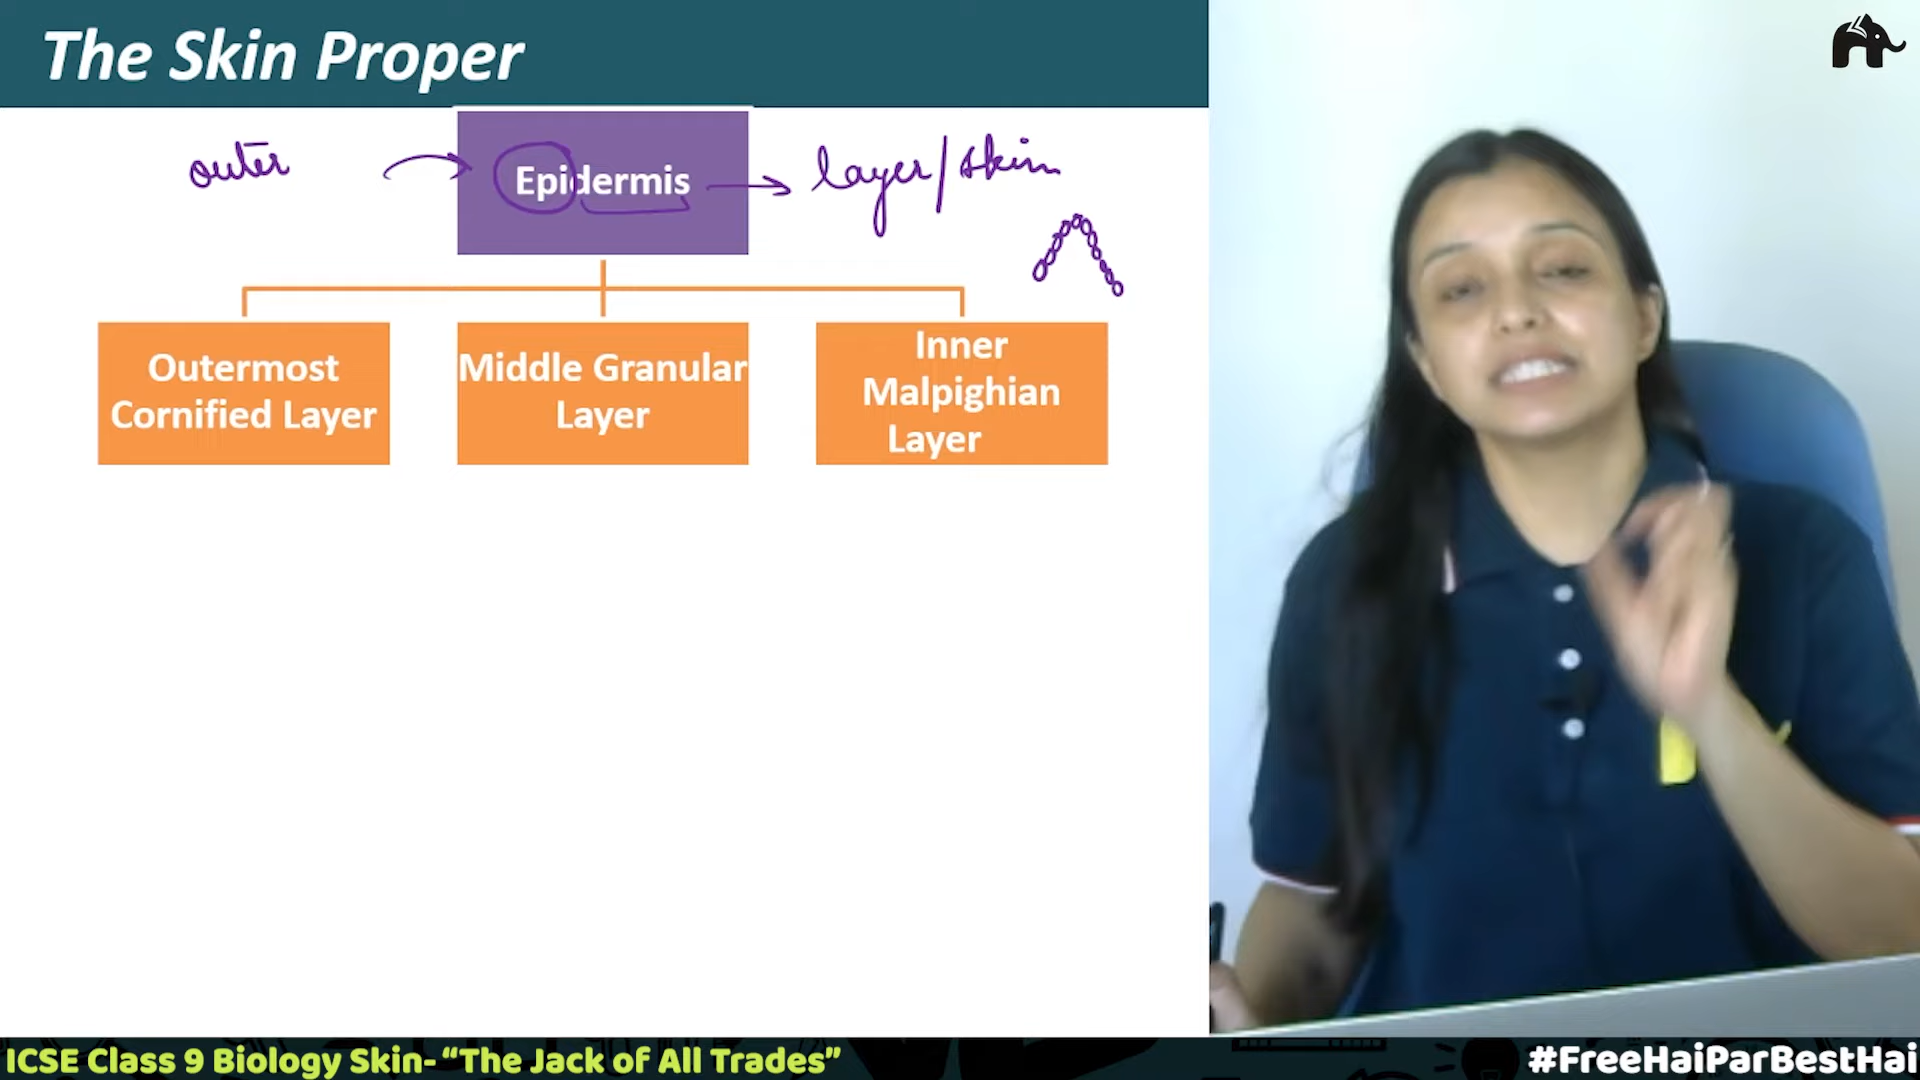 The Skin Proper
outer
Epidermis
layer/skin
Outermost
Cornified Layer
Middle Granular
Layer
Inner
Malpighian
Layer
ICSE Class 9 Biology Skin- “The Jack of All Trades”
#FreeHaiParBestHai